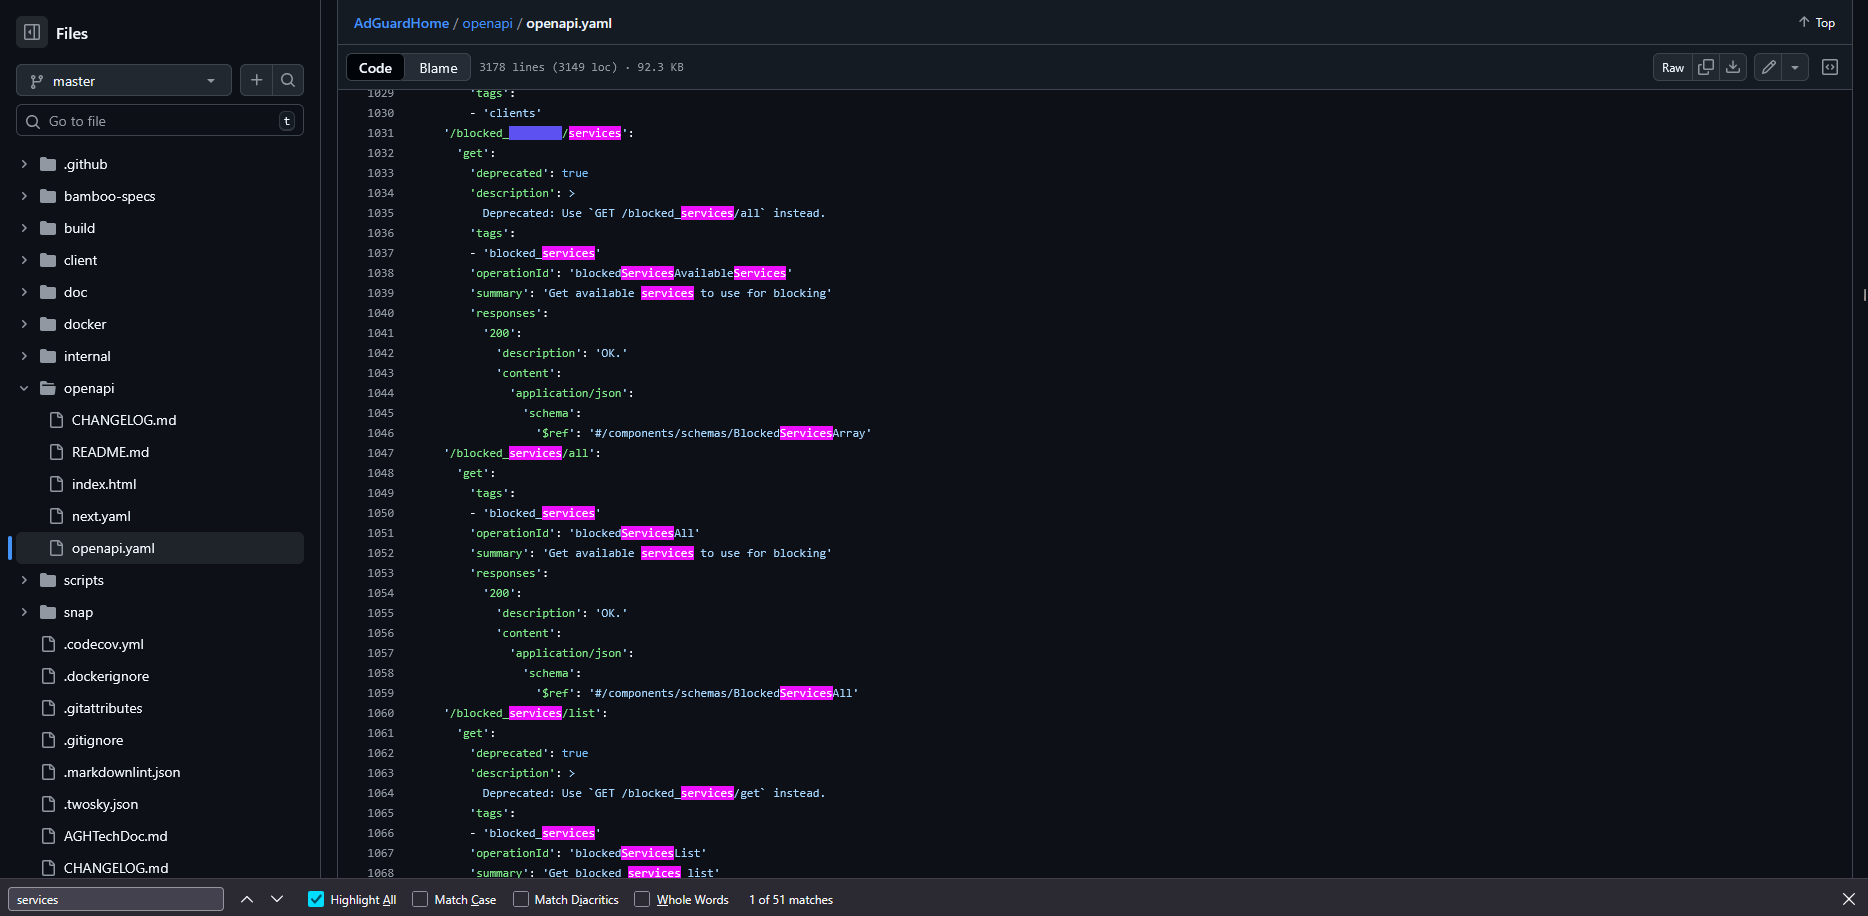 Files
master
Go to file
t
.github
bamboo-specs
build
client
doc
docker
internal
openapi
CHANGELOG.md
README.md
index.html
next.yaml
openapi.yaml
scripts
snap
.codecov.yml
.dockerignore
.gitattributes
.gitignore
.markdownlint.json
.twosky.json
AGHTechDoc.md
CHANGELOG.md
AdGuardHome / openapi / openapi.yaml
Top
Code Blame 3178 lines (3149 loc) · 92.3 KB
Raw
1029 'tags':
1030 - 'clients'
1031 '/blocked_ /services':
1032 'get':
1033 'deprecated': true
1034 'description': >
1035 Deprecated: Use `GET /blocked_services/all` instead.
1036 'tags':
1037 - 'blocked_services'
1038 'operationId': 'blockedServicesAvailableServices'
1039 'summary': 'Get available services to use for blocking'
1040 'responses':
1041 '200':
1042 'description': 'OK.'
1043 'content':
1044 'application/json':
1045 'schema':
1046 '$ref': '#/components/schemas/BlockedServicesArray'
1047 '/blocked_services/all':
1048 'get':
1049 'tags':
1050 - 'blocked_services'
1051 'operationId': 'blockedServicesAll'
1052 'summary': 'Get available services to use for blocking'
1053 'responses':
1054 '200':
1055 'description': 'OK.'
1056 'content':
1057 'application/json':
1058 'schema':
1059 '$ref': '#/components/schemas/BlockedServicesAll'
1060 '/blocked_services/list':
1061 'get':
1062 'deprecated': true
1063 'description': >
1064 Deprecated: Use `GET /blocked_services/get` instead.
1065 'tags':
1066 - 'blocked_services'
1067 'operationId': 'blockedServicesList'
1068 'summary': 'Get blocked services list'
services
Highlight All Match Case Match Diacritics Whole Words 1 of 51 matches